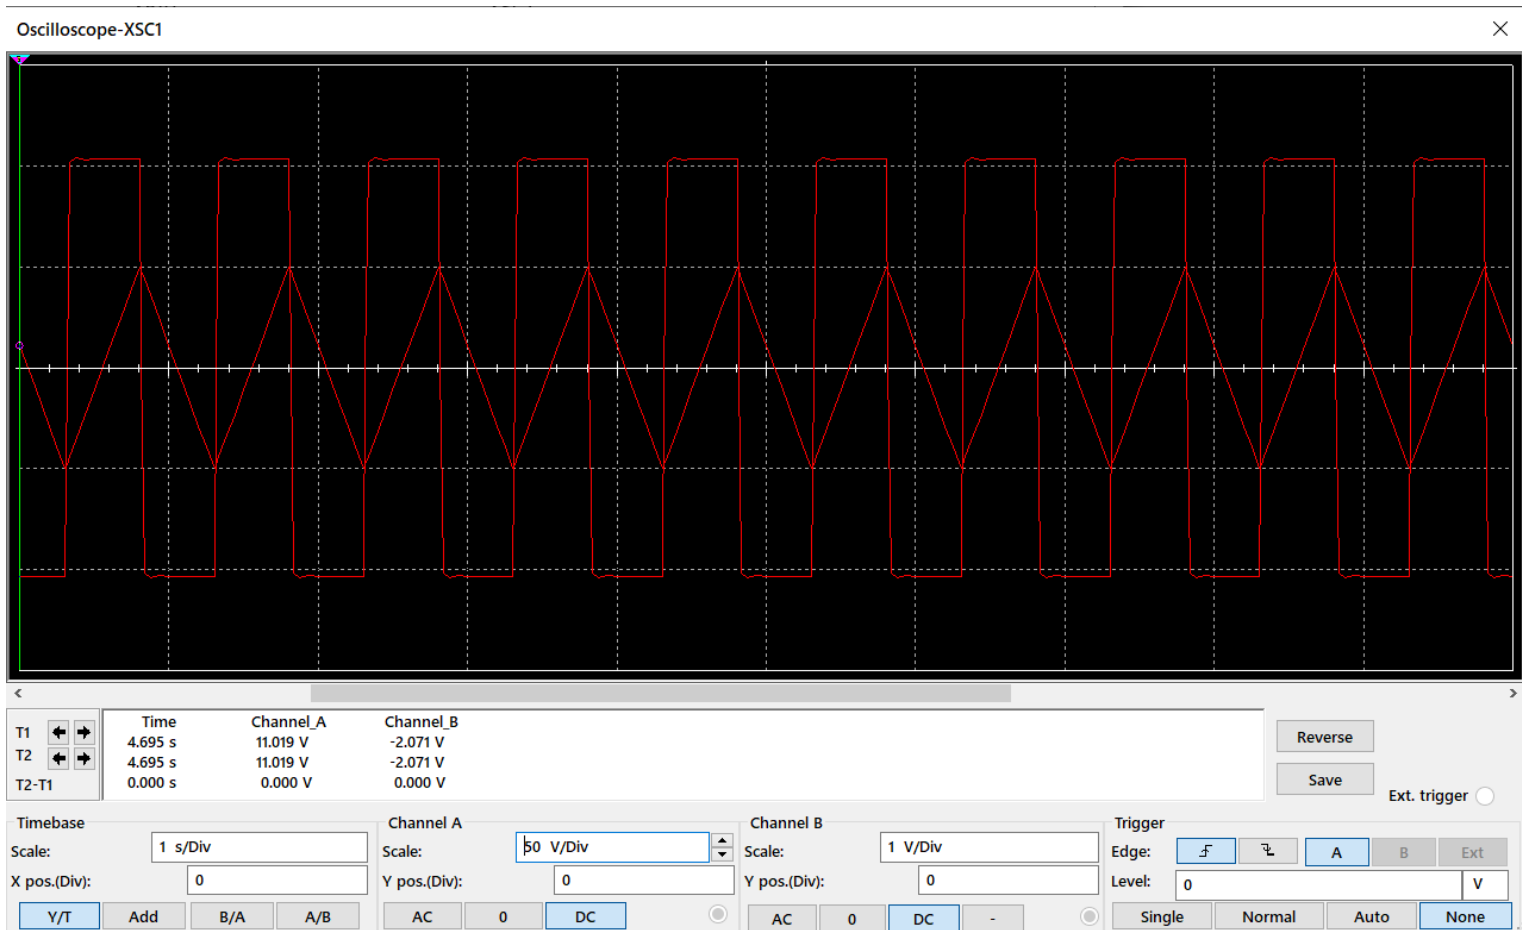 Oscilloscope-XSC1
Time Channel_A Channel_B
T1 4.695 s 11.019 V -2.071 V
T2 4.695 s 11.019 V -2.071 V
T2-T1 0.000 s 0.000 V 0.000 V
Reverse
Save
Ext. trigger
Timebase
Scale: 1 s/Div
X pos.(Div): 0
Y/T Add B/A A/B
Channel A
Scale: 50 V/Div
Y pos.(Div): 0
AC 0 DC
Channel B
Scale: 1 V/Div
Y pos.(Div): 0
AC 0 DC -
Trigger
Edge: A B Ext
Level: 0 V
Single Normal Auto None